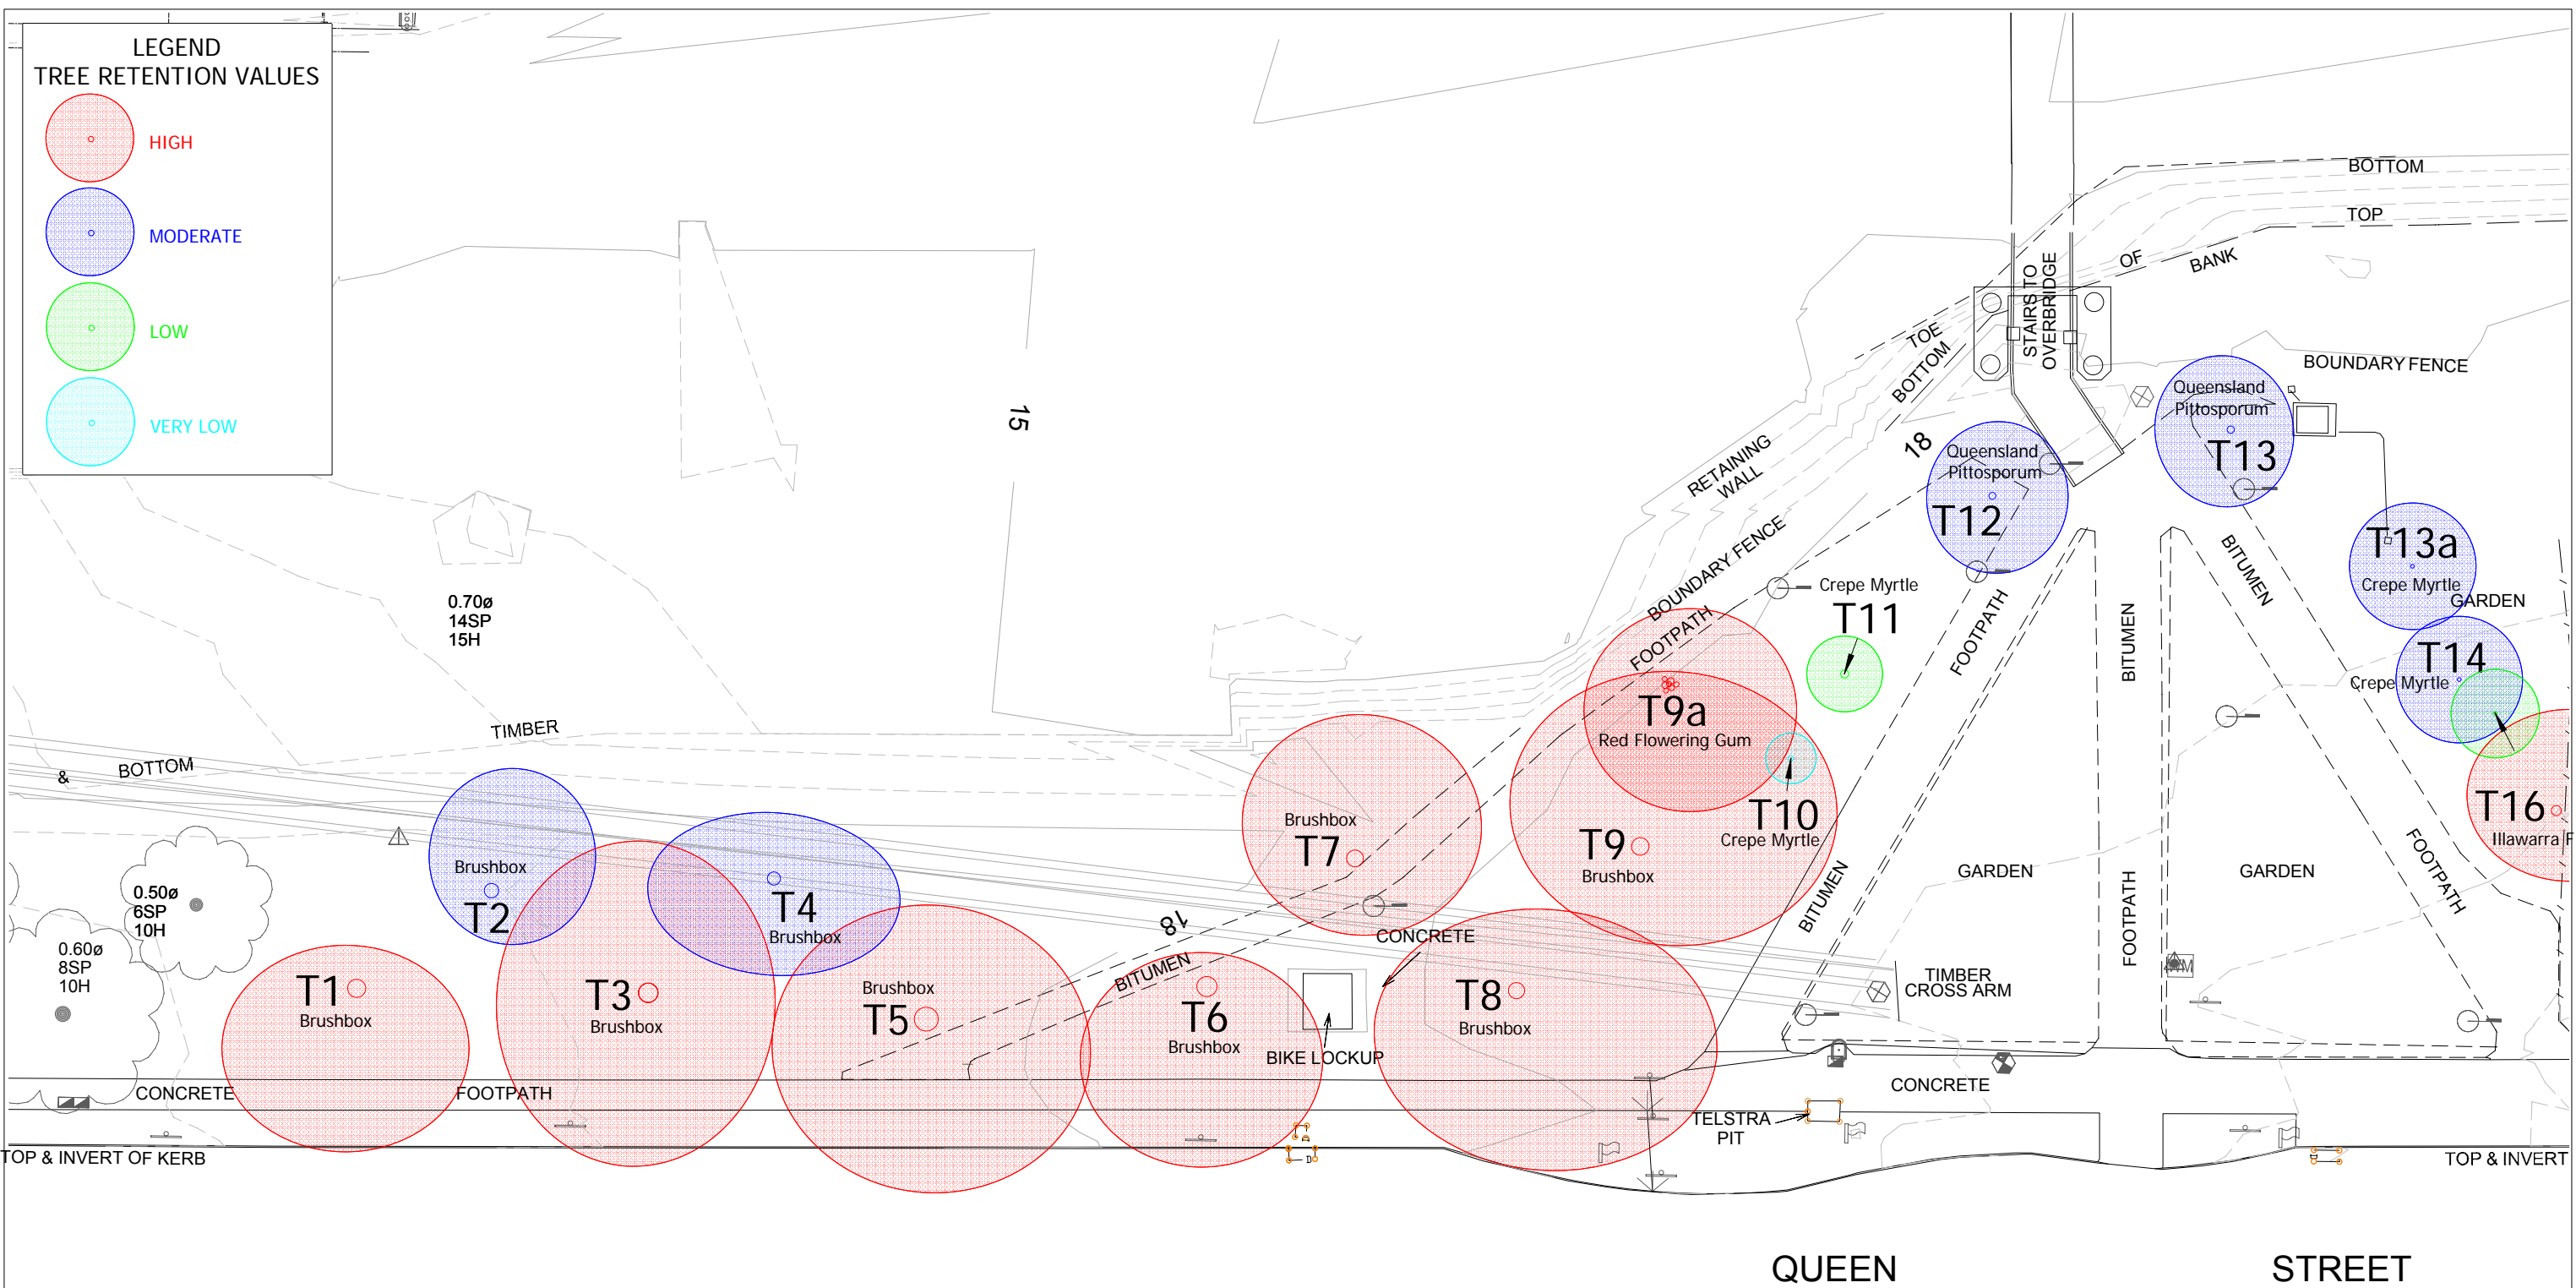 LEGEND
TREE RETENTION VALUES
HIGH
MODERATE
LOW
VERY LOW
BOTTOM
TOP
OF
BANK
STAIRS TO
OVERBRIDGE
TOE
BOTTOM
BOUNDARY FENCE
Queensland
Pittosporum
T13
15
18
RETAINING
WALL
Queensland
Pittosporum
T12
T13a
Crepe Myrtle
GARDEN
BITUMEN
BOUNDARY FENCE
FOOTPATH
Crepe Myrtle
T11
FOOTPATH
BITUMEN
0.70ø
14SP
15H
T14
Crepe Myrtle
T9a
Red Flowering Gum
TIMBER
&
BOTTOM
T10
Crepe Myrtle
T16
Illawarra F
Brushbox
T7
T9
Brushbox
Brushbox
T2
T4
Brushbox
0.50ø
6SP
10H
0.60ø
8SP
10H
18
CONCRETE
BITUMEN
GARDEN
GARDEN
FOOTPATH
FOOTPATH
BITUMEN
T1
Brushbox
T3
Brushbox
Brushbox
T5
T6
Brushbox
T8
Brushbox
TIMBER
CROSS ARM
BIKE LOCKUP
CONCRETE
FOOTPATH
CONCRETE
TELSTRA
PIT
D
TOP & INVERT OF KERB
TOP & INVERT
QUEEN STREET